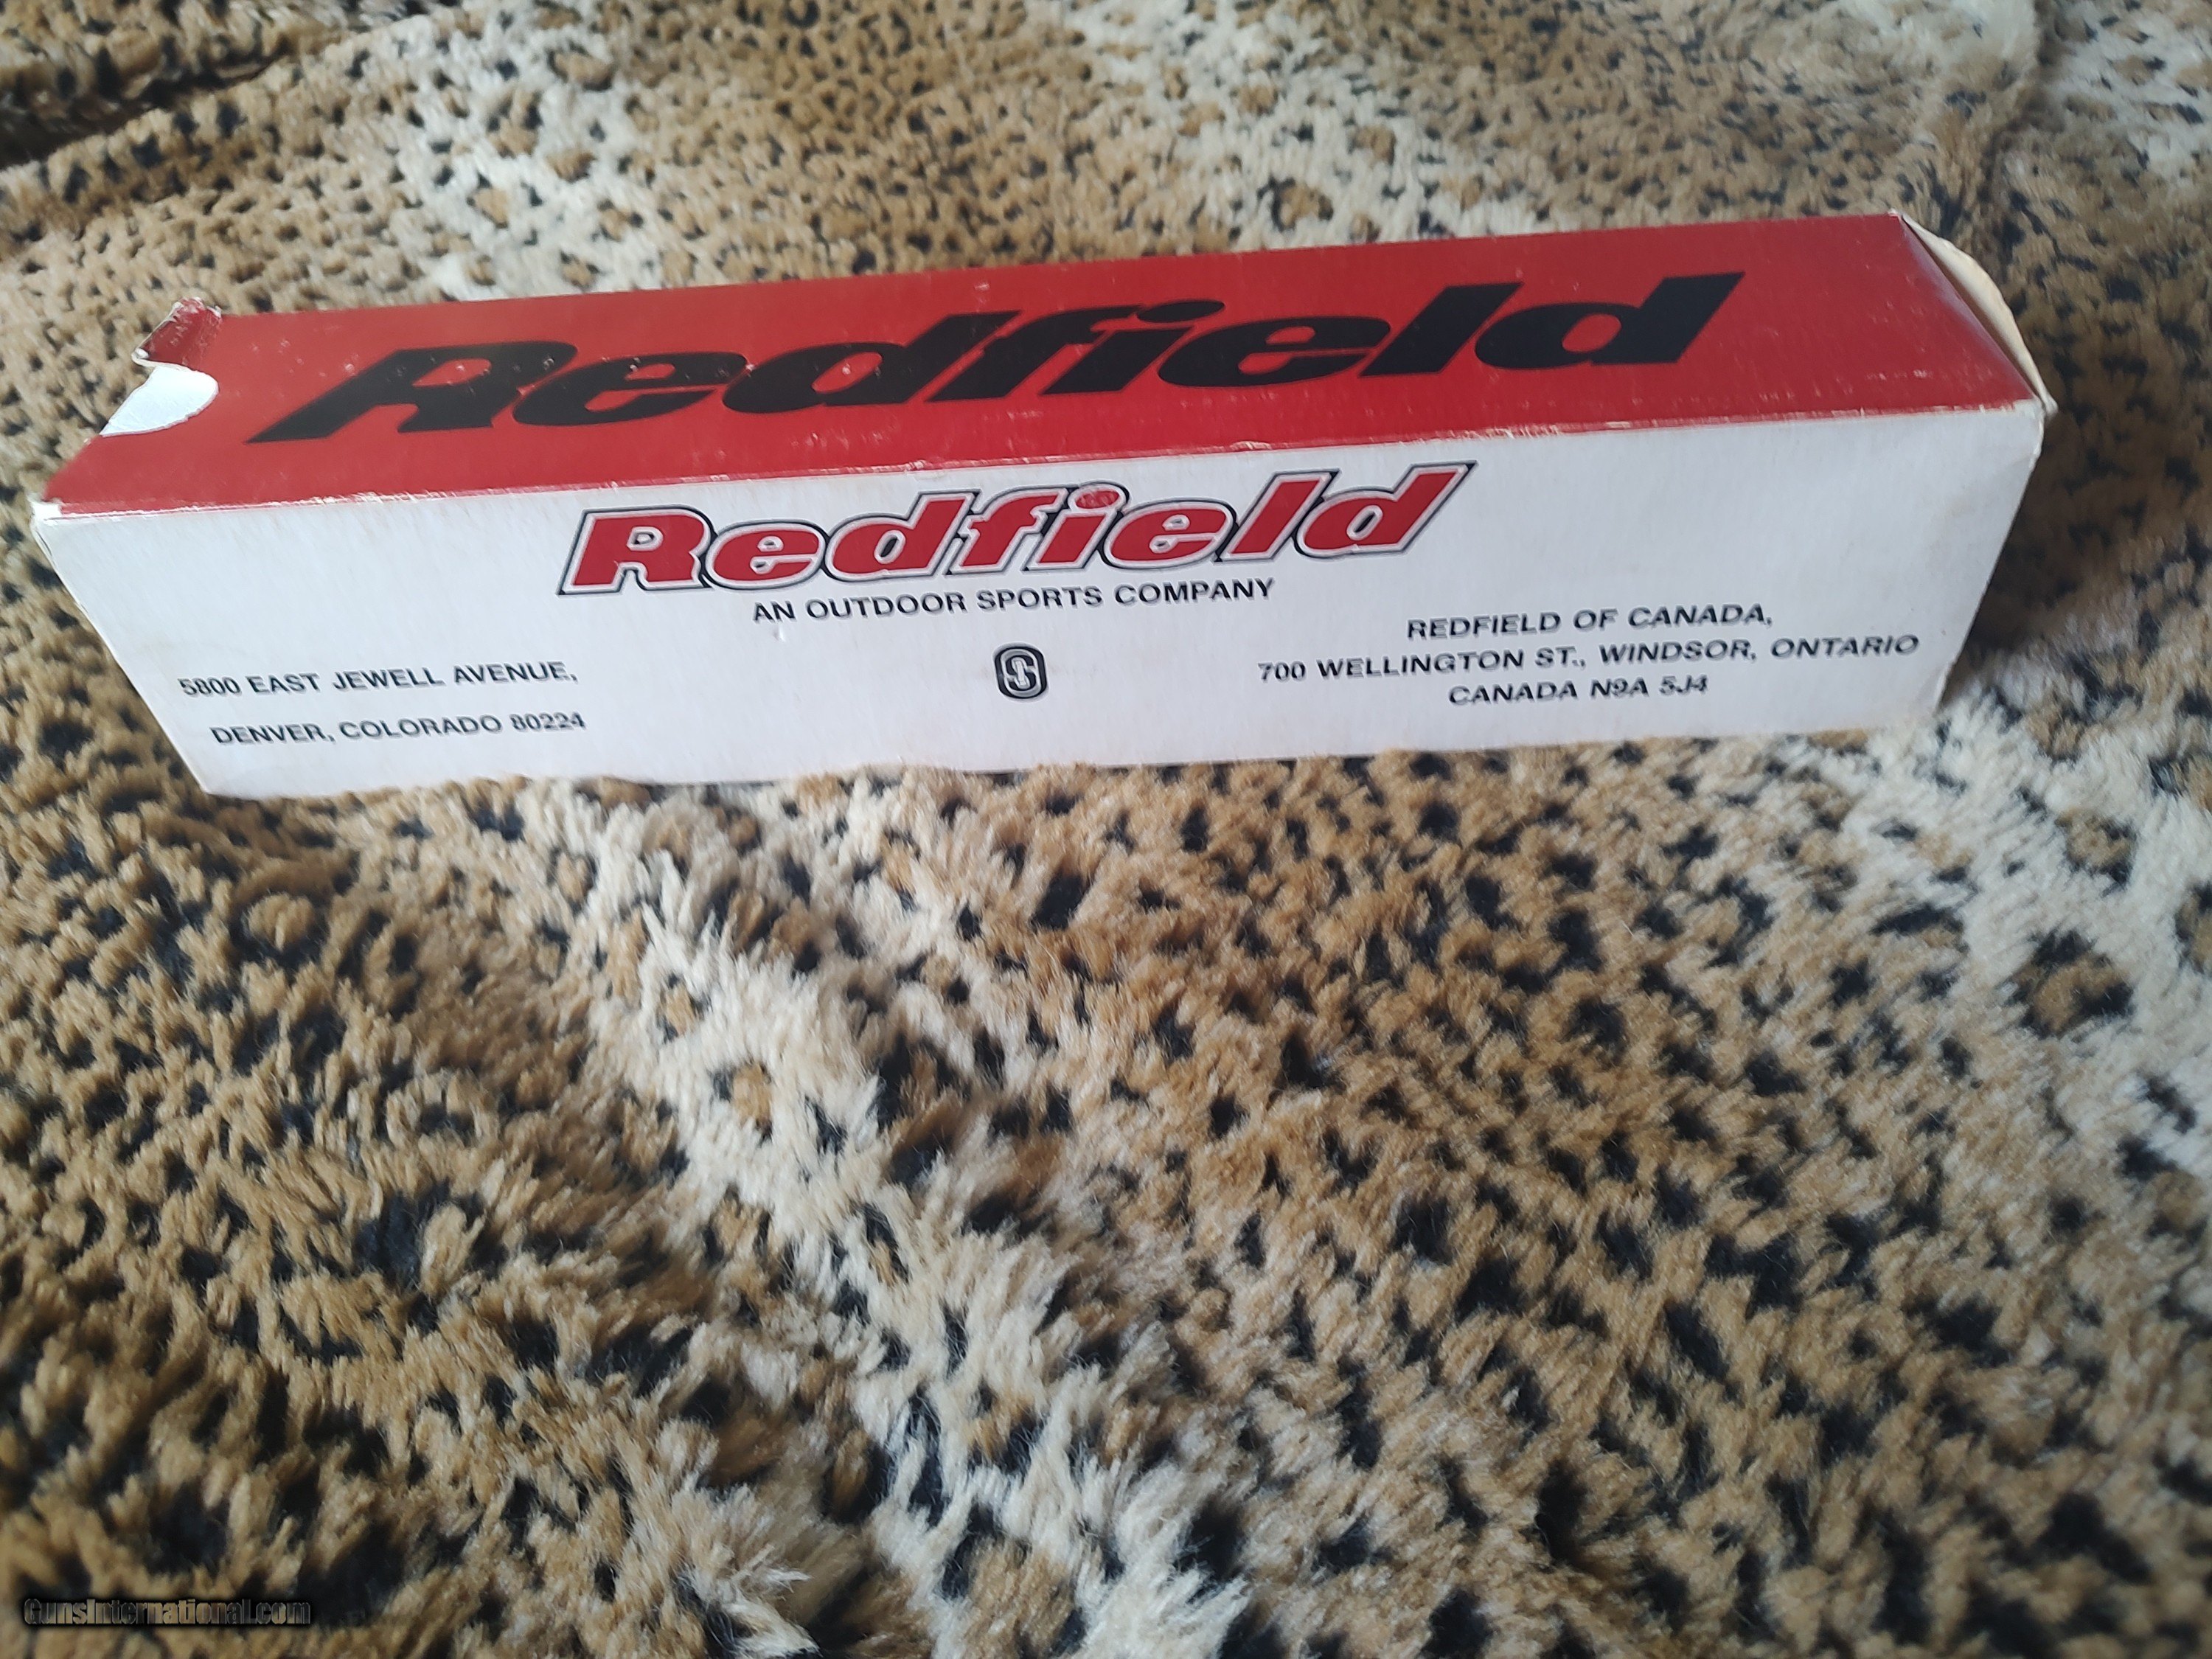 Redfield
Redfield
AN OUTDOOR SPORTS COMPANY
5800 EAST JEWELL AVENUE,
DENVER, COLORADO 80224
REDFIELD OF CANADA,
700 WELLINGTON ST., WINDSOR, ONTARIO
CANADA N9A 5J4
GunsInternational.com